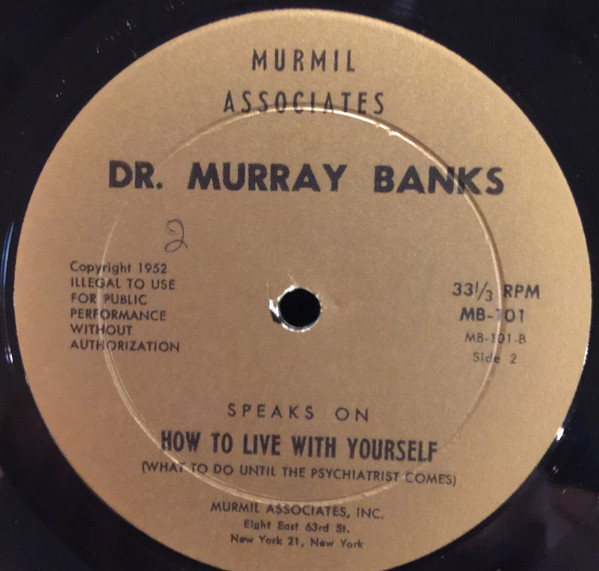 MURMIL
ASSOCIATES
DR. MURRAY BANKS
2
Copyright 1952
ILLEGAL TO USE
FOR PUBLIC
PERFORMANCE
WITHOUT
AUTHORIZATION
33 1/3 RPM
MB-101
MB-101-B
Side 2
SPEAKS ON
HOW TO LIVE WITH YOURSELF
(WHAT TO DO UNTIL THE PSYCHIATRIST COMES)
MURMIL ASSOCIATES, INC.
Eight East 63rd St.
New York 21, New York